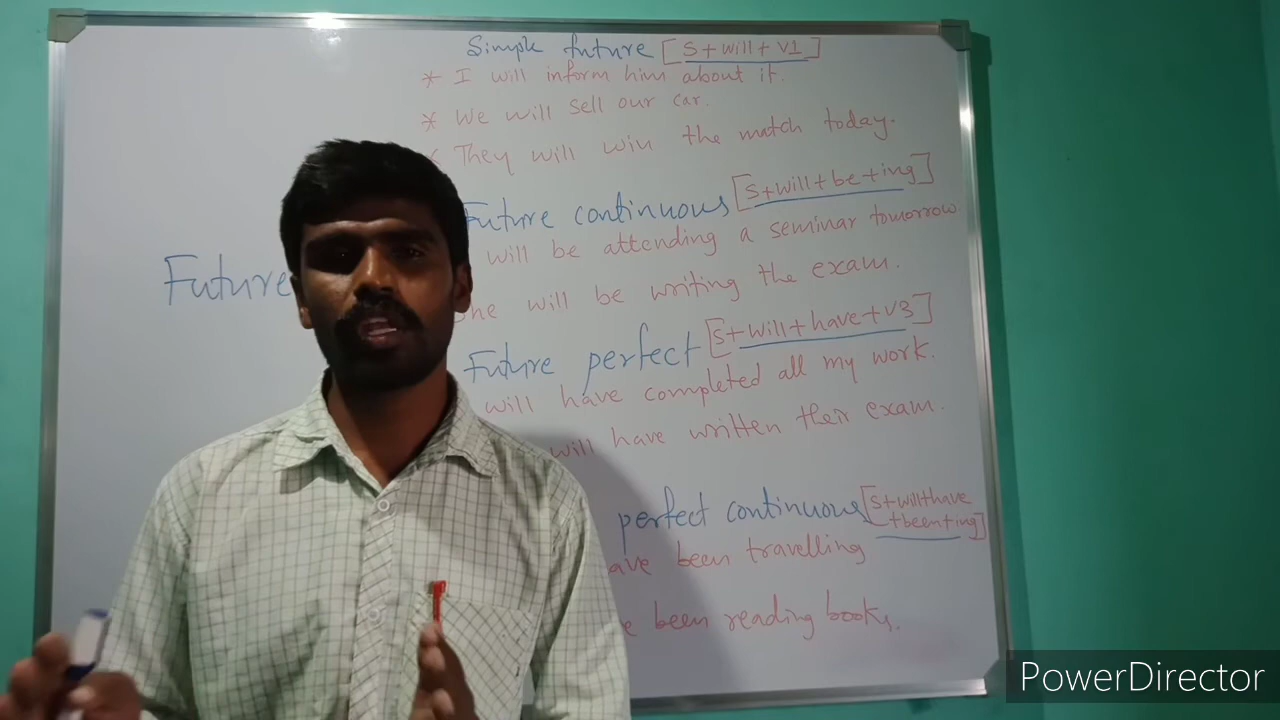 Simple future [S+will+V1]
* I will inform him about it.
* We will sell our car.
They will win the match today.
Future continuous [S+will+be+ing]
will be attending a seminar tomorrow
will be writing the exam.
Future
Future perfect [S+will+have+V3]
will have completed all my work.
will have written their exam.
perfect continuous [S+will+have
+been+ing]
been travelling
been reading books.
PowerDirector